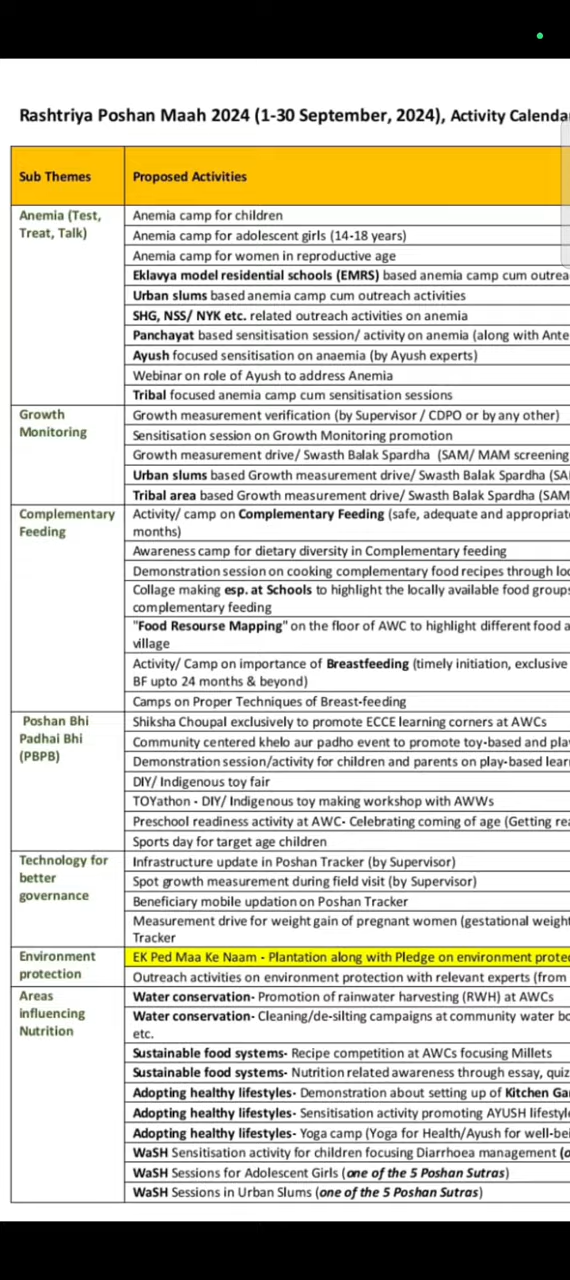 Rashtriya Poshan Maah 2024 (1-30 September, 2024), Activity Calenda
Sub Themes
Proposed Activities
Anemia (Test,
Treat, Talk)
Anemia camp for children
Anemia camp for adolescent girls (14-18 years)
Anemia camp for women in reproductive age
Eklavya model residential schools (EMRS) based anemia camp cum outrea
Urban slums based anemia camp cum outreach activities
SHG, NSS/ NYK etc. related outreach activities on anemia
Panchayat based sensitisation session/ activity on anemia (along with Ante
Ayush focused sensitisation on anaemia (by Ayush experts)
Webinar on role of Ayush to address Anemia
Tribal focused anemia camp cum sensitisation sessions
Growth
Monitoring
Growth measurement verification (by Supervisor / CDPO or by any other)
Sensitisation session on Growth Monitoring promotion
Growth measurement drive/ Swasth Balak Spardha (SAM/ MAM screening
Urban slums based Growth measurement drive/ Swasth Balak Spardha (SA
Tribal area based Growth measurement drive/ Swasth Balak Spardha (SAM
Complementary
Feeding
Activity/ camp on Complementary Feeding (safe, adequate and appropriat
months)
Awareness camp for dietary diversity in Complementary feeding
Demonstration session on cooking complementary food recipes through loc
Collage making esp. at Schools to highlight the locally available food group
complementary feeding
"Food Resourse Mapping" on the floor of AWC to highlight different food a
village
Activity/ Camp on importance of Breastfeeding (timely initiation, exclusive
BF upto 24 months & beyond)
Camps on Proper Techniques of Breast-feeding
Poshan Bhi
Padhai Bhi
(PBPB)
Shiksha Choupal exclusively to promote ECCE learning corners at AWCs
Community centered khelo aur padho event to promote toy-based and pla
Demonstration session/activity for children and parents on play-based lear
DIY/ Indigenous toy fair
TOYathon - DIY/ Indigenous toy making workshop with AWWs
Preschool readiness activity at AWC- Celebrating coming of age (Getting re
Sports day for target age children
Technology for
better
governance
Infrastructure update in Poshan Tracker (by Supervisor)
Spot growth measurement during field visit (by Supervisor)
Beneficiary mobile updation on Poshan Tracker
Measurement drive for weight gain of pregnant women (gestational weight
Tracker
Environment
protection
EK Ped Maa Ke Naam - Plantation along with Pledge on environment prote
Outreach activities on environment protection with relevant experts (from
Areas
influencing
Nutrition
Water conservation- Promotion of rainwater harvesting (RWH) at AWCs
Water conservation- Cleaning/de-silting campaigns at community water bo
etc.
Sustainable food systems- Recipe competition at AWCs focusing Millets
Sustainable food systems- Nutrition related awareness through essay, quiz
Adopting healthy lifestyles- Demonstration about setting up of Kitchen Ga
Adopting healthy lifestyles- Sensitisation activity promoting AYUSH lifestyl
Adopting healthy lifestyles- Yoga camp (Yoga for Health/Ayush for well-bei
WaSH Sensitisation activity for children focusing Diarrhoea management (o
WaSH Sessions for Adolescent Girls (one of the 5 Poshan Sutras)
WaSH Sessions in Urban Slums (one of the 5 Poshan Sutras)